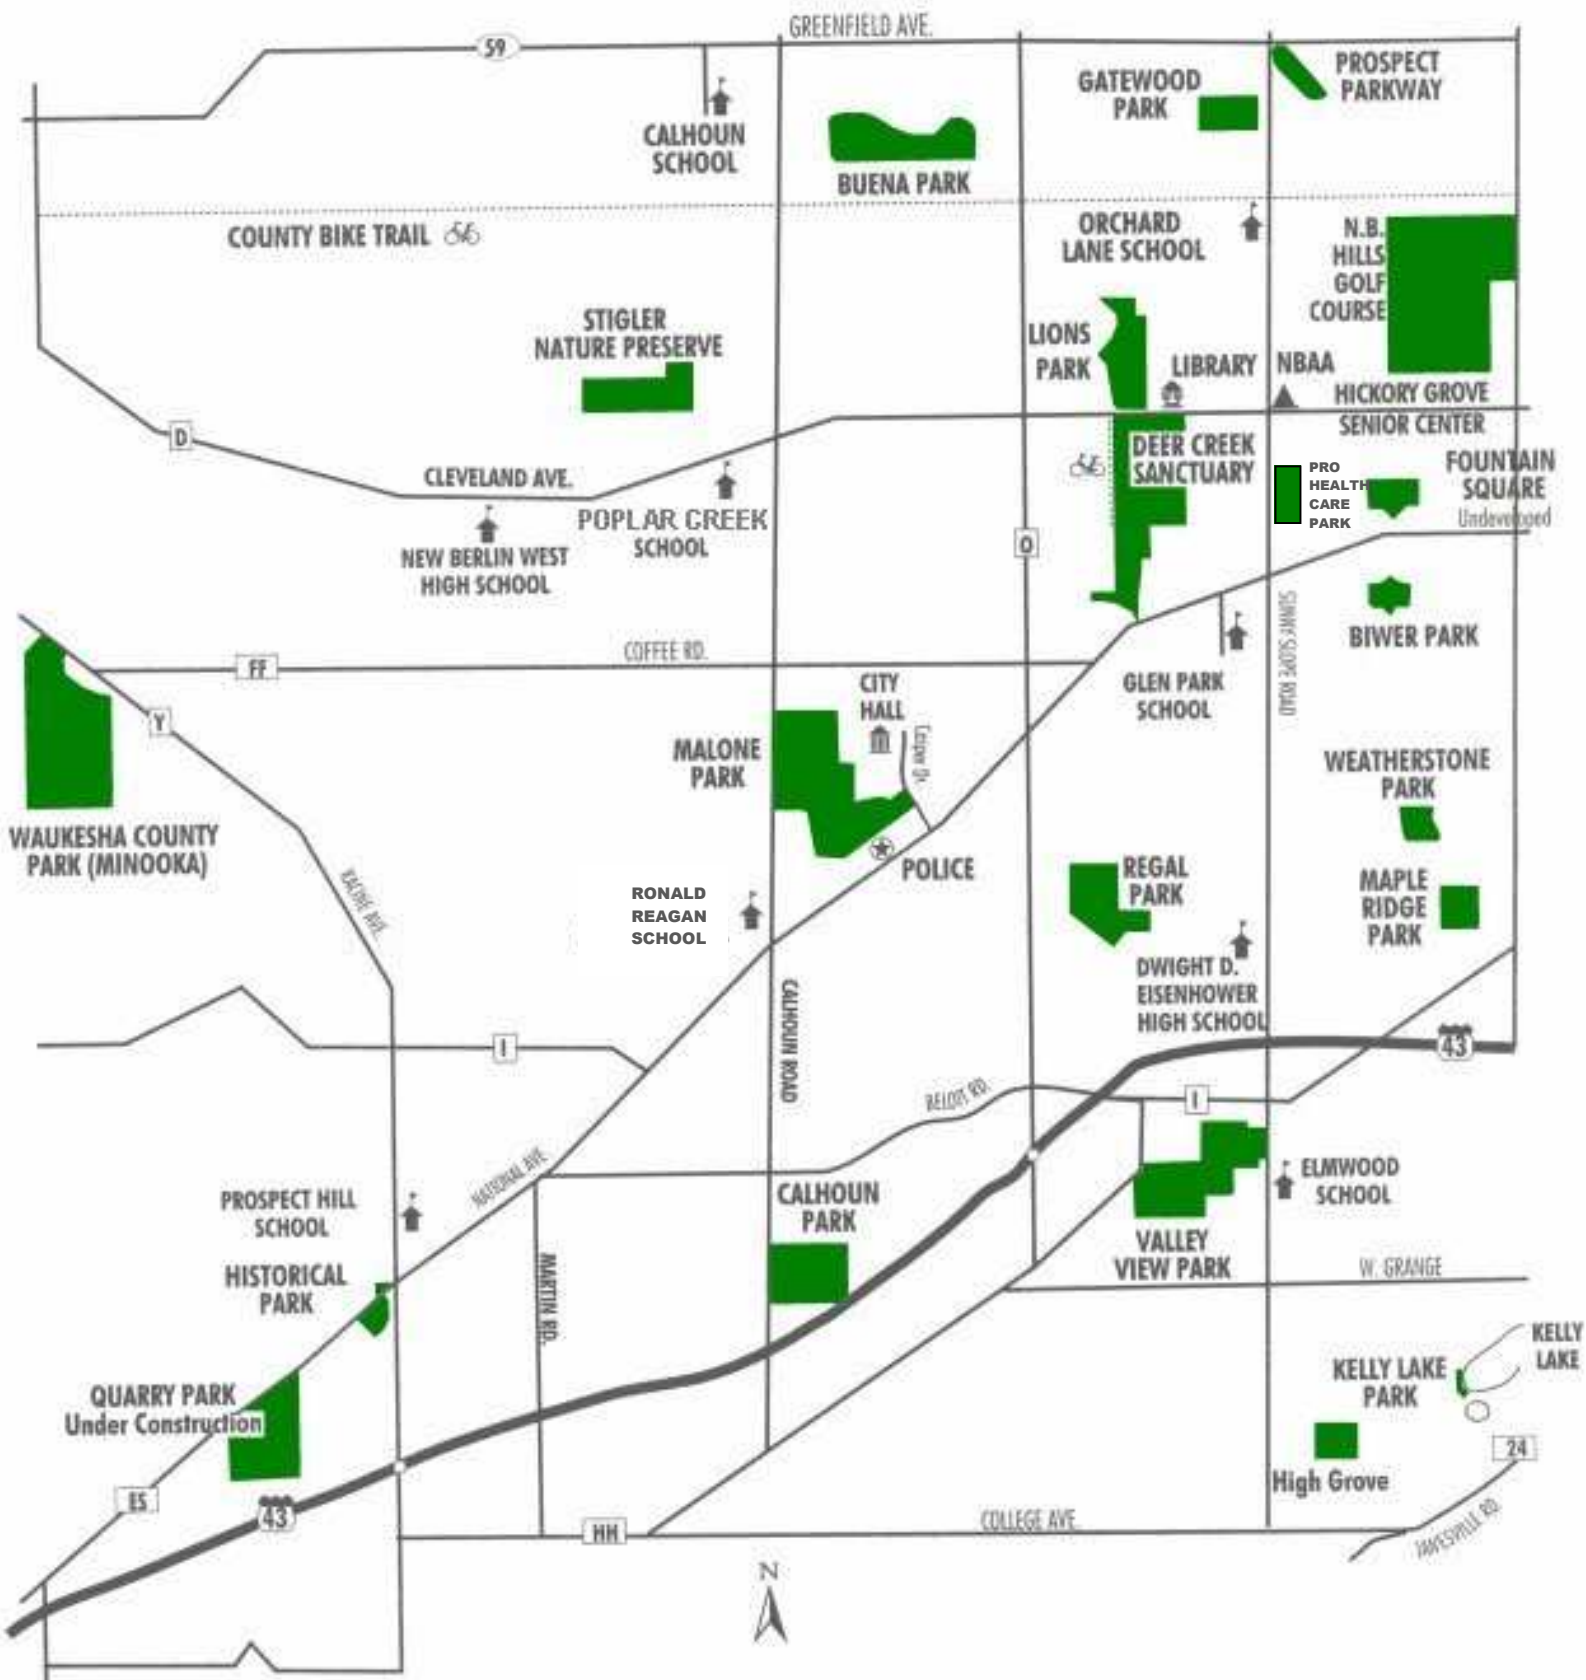 GREENFIELD AVE.
59
CALHOUN
SCHOOL
BUENA PARK
GATEWOOD
PARK
PROSPECT
PARKWAY
COUNTY BIKE TRAIL
ORCHARD
LANE SCHOOL
N.B.
HILLS
GOLF
COURSE
STIGLER
NATURE PRESERVE
LIONS
PARK
LIBRARY
NBAA
HICKORY GROVE
SENIOR CENTER
D
CLEVELAND AVE.
POPLAR CREEK
SCHOOL
NEW BERLIN WEST
HIGH SCHOOL
DEER CREEK
SANCTUARY
PRO
HEALTH
CARE
PARK
FOUNTAIN
SQUARE
Undeveloped
O
SUNNYSLOPE ROAD
BIWER PARK
COFFEE RD.
FF
GLEN PARK
SCHOOL
CITY
HALL
Casper Dr.
MALONE
PARK
Y
WAUKESHA COUNTY
PARK (MINOOKA)
WEATHERSTONE
PARK
POLICE
REGAL
PARK
MAPLE
RIDGE
PARK
RONALD
REAGAN
SCHOOL
RACINE AVE.
DWIGHT D.
EISENHOWER
HIGH SCHOOL
CALHOUN ROAD
I
43
BELOIT RD.
I
NATIONAL AVE
PROSPECT HILL
SCHOOL
CALHOUN
PARK
ELMWOOD
SCHOOL
VALLEY
VIEW PARK
W. GRANGE
HISTORICAL
PARK
MARTIN RD.
KELLY
LAKE
KELLY LAKE
PARK
QUARRY PARK
Under Construction
24
High Grove
ES
43
HH
COLLEGE AVE.
JANESVILLE RD.
N